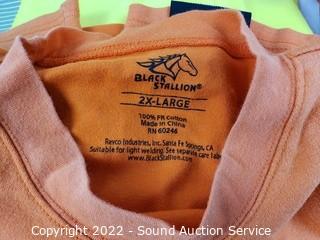 BLACK
STALLION®
2X-LARGE
100% FR Cotton
Made in China
RN 60246
Revco Industries, Inc. Santa Fe Springs, CA
Suitable for light welding. See separate care label
www.BlackStallion.com
Copyright 2022 - Sound Auction Service